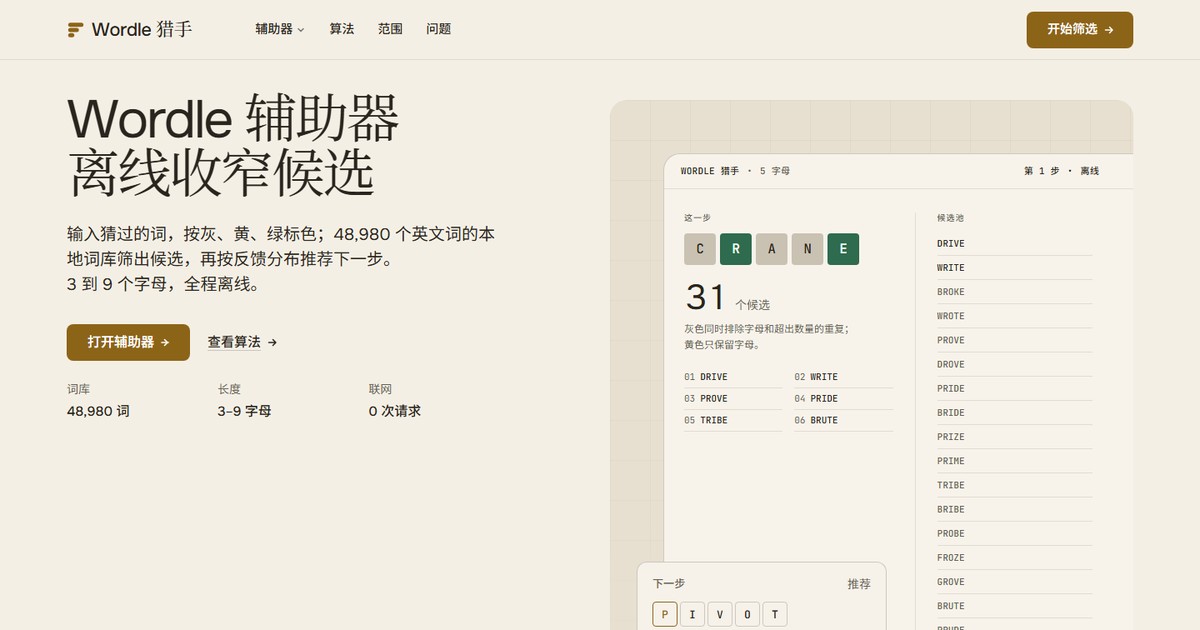 Wordle 猎手
辅助器
算法
范围
问题
开始筛选 →
Wordle 辅助器
离线收窄候选
输入猜过的词，按灰、黄、绿标色；48,980 个英文词的本
地词库筛出候选，再按反馈分布推荐下一步。
3 到 9 个字母，全程离线。
打开辅助器 →
查看算法 →
词库
48,980 词
长度
3–9 字母
联网
0 次请求
WORDLE 猎手 · 5 字母
第 1 步 · 离线
这一步
C R A N E
31 个候选
灰色同时排除字母和超出数量的重复；
黄色只保留字母。
01 DRIVE
02 WRITE
03 PROVE
04 PRIDE
05 TRIBE
06 BRUTE
候选池
DRIVE
WRITE
BROKE
WROTE
PROVE
DROVE
PRIDE
BRIDE
PRIZE
PRIME
TRIBE
BRIBE
PROBE
FROZE
GROVE
BRUTE
下一步
推荐
P I V O T